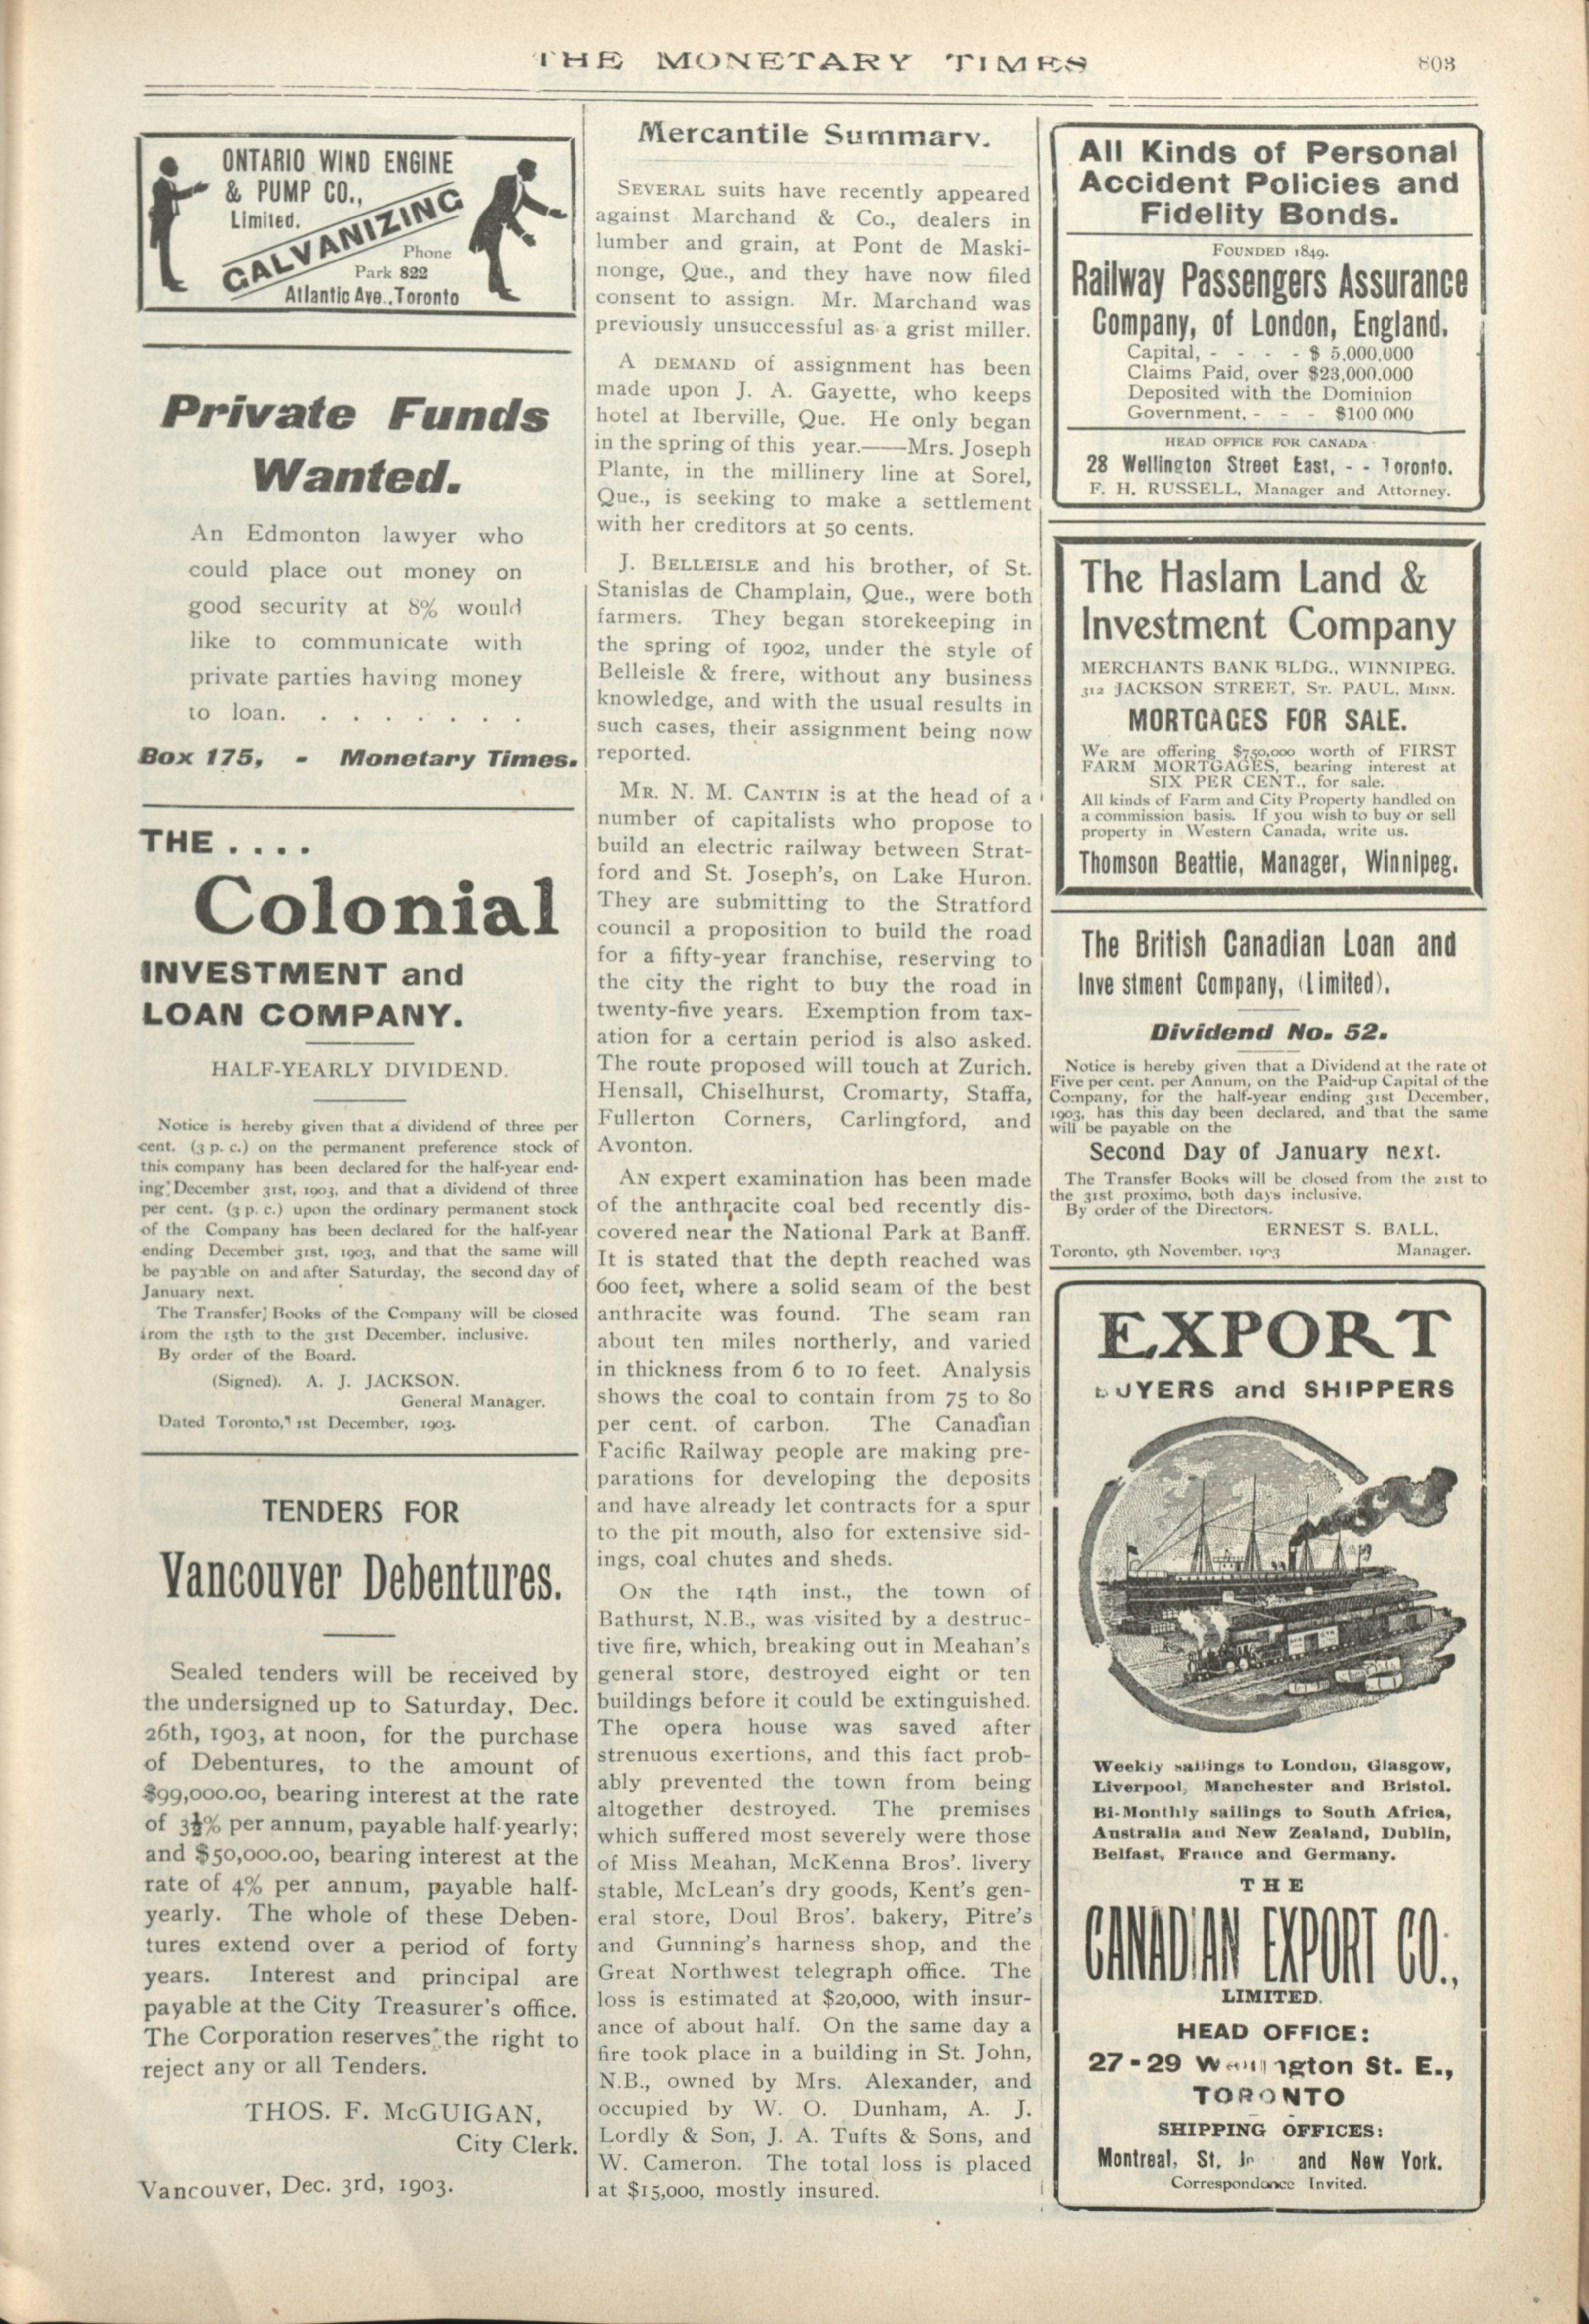 THE MONETARY TIMES
803
ONTARIO WIND ENGINE
& PUMP CO.,
Limited.
GALVANIZING
Phone
Park 822
Atlantic Ave., Toronto
Private Funds
Wanted.
An Edmonton lawyer who
could place out money on
good security at 8% would
like to communicate with
private parties having money
to loan. . . . . . . .
Box 175, - Monetary Times.
THE . . . .
Colonial
INVESTMENT and
LOAN COMPANY.
HALF-YEARLY DIVIDEND.
Notice is hereby given that a dividend of three per
cent. (3 p. c.) on the permanent preference stock of
this company has been declared for the half-year end-
ing December 31st, 1903, and that a dividend of three
per cent. (3 p. c.) upon the ordinary permanent stock
of the Company has been declared for the half-year
ending December 31st, 1903, and that the same will
be payable on and after Saturday, the second day of
January next.
The Transfer Books of the Company will be closed
from the 15th to the 31st December, inclusive.
By order of the Board.
(Signed). A. J. JACKSON.
General Manager.
Dated Toronto, 1st December, 1903.
TENDERS FOR
Vancouver Debentures.
Sealed tenders will be received by
the undersigned up to Saturday, Dec.
26th, 1903, at noon, for the purchase
of Debentures, to the amount of
$99,000.00, bearing interest at the rate
of 3½% per annum, payable half-yearly;
and $50,000.00, bearing interest at the
rate of 4% per annum, payable half-
yearly. The whole of these Deben-
tures extend over a period of forty
years. Interest and principal are
payable at the City Treasurer's office.
The Corporation reserves the right to
reject any or all Tenders.
THOS. F. McGUIGAN,
City Clerk.
Vancouver, Dec. 3rd, 1903.
Mercantile Summary.
SEVERAL suits have recently appeared
against Marchand & Co., dealers in
lumber and grain, at Pont de Maski-
nonge, Que., and they have now filed
consent to assign. Mr. Marchand was
previously unsuccessful as a grist miller.
A DEMAND of assignment has been
made upon J. A. Gayette, who keeps
hotel at Iberville, Que. He only began
in the spring of this year.——Mrs. Joseph
Plante, in the millinery line at Sorel,
Que., is seeking to make a settlement
with her creditors at 50 cents.
J. BELLEISLE and his brother, of St.
Stanislas de Champlain, Que., were both
farmers. They began storekeeping in
the spring of 1902, under the style of
Belleisle & frere, without any business
knowledge, and with the usual results in
such cases, their assignment being now
reported.
MR. N. M. CANTIN is at the head of a
number of capitalists who propose to
build an electric railway between Strat-
ford and St. Joseph's, on Lake Huron.
They are submitting to the Stratford
council a proposition to build the road
for a fifty-year franchise, reserving to
the city the right to buy the road in
twenty-five years. Exemption from tax-
ation for a certain period is also asked.
The route proposed will touch at Zurich.
Hensall, Chiselhurst, Cromarty, Staffa,
Fullerton Corners, Carlingford, and
Avonton.
AN expert examination has been made
of the anthracite coal bed recently dis-
covered near the National Park at Banff.
It is stated that the depth reached was
600 feet, where a solid seam of the best
anthracite was found. The seam ran
about ten miles northerly, and varied
in thickness from 6 to 10 feet. Analysis
shows the coal to contain from 75 to 80
per cent. of carbon. The Canadian
Pacific Railway people are making pre-
parations for developing the deposits
and have already let contracts for a spur
to the pit mouth, also for extensive sid-
ings, coal chutes and sheds.
ON the 14th inst., the town of
Bathurst, N.B., was visited by a destruc-
tive fire, which, breaking out in Meahan's
general store, destroyed eight or ten
buildings before it could be extinguished.
The opera house was saved after
strenuous exertions, and this fact prob-
ably prevented the town from being
altogether destroyed. The premises
which suffered most severely were those
of Miss Meahan, McKenna Bros'. livery
stable, McLean's dry goods, Kent's gen-
eral store, Doul Bros'. bakery, Pitre's
and Gunning's harness shop, and the
Great Northwest telegraph office. The
loss is estimated at $20,000, with insur-
ance of about half. On the same day a
fire took place in a building in St. John,
N.B., owned by Mrs. Alexander, and
occupied by W. O. Dunham, A. J.
Lordly & Son, J. A. Tufts & Sons, and
W. Cameron. The total loss is placed
at $15,000, mostly insured.
All Kinds of Personal
Accident Policies and
Fidelity Bonds.
FOUNDED 1849.
Railway Passengers Assurance
Company, of London, England.
Capital, - - - - $ 5,000,000
Claims Paid, over $23,000,000
Deposited with the Dominion
Government, - - - $100 000
HEAD OFFICE FOR CANADA
28 Wellington Street East, - - Toronto.
F. H. RUSSELL, Manager and Attorney.
The Haslam Land &
Investment Company
MERCHANTS BANK BLDG., WINNIPEG.
312 JACKSON STREET, ST. PAUL, MINN.
MORTGAGES FOR SALE.
We are offering $750,000 worth of FIRST
FARM MORTGAGES, bearing interest at
SIX PER CENT., for sale.
All kinds of Farm and City Property handled on
a commission basis. If you wish to buy or sell
property in Western Canada, write us.
Thomson Beattie, Manager, Winnipeg.
The British Canadian Loan and
Investment Company, (Limited).
Dividend No. 52.
Notice is hereby given that a Dividend at the rate of
Five per cent. per Annum, on the Paid-up Capital of the
Company, for the half-year ending 31st December,
1903, has this day been declared, and that the same
will be payable on the
Second Day of January next.
The Transfer Books will be closed from the 21st to
the 31st proximo, both days inclusive.
By order of the Directors.
ERNEST S. BALL,
Toronto, 9th November, 1903 Manager.
EXPORT
BUYERS and SHIPPERS
Weekly sailings to London, Glasgow,
Liverpool, Manchester and Bristol.
Bi-Monthly sailings to South Africa,
Australia and New Zealand, Dublin,
Belfast, France and Germany.
THE
CANADIAN EXPORT CO.,
LIMITED.
HEAD OFFICE:
27-29 Wellington St. E.,
TORONTO
SHIPPING OFFICES:
Montreal, St. and New York.
Correspondence Invited.